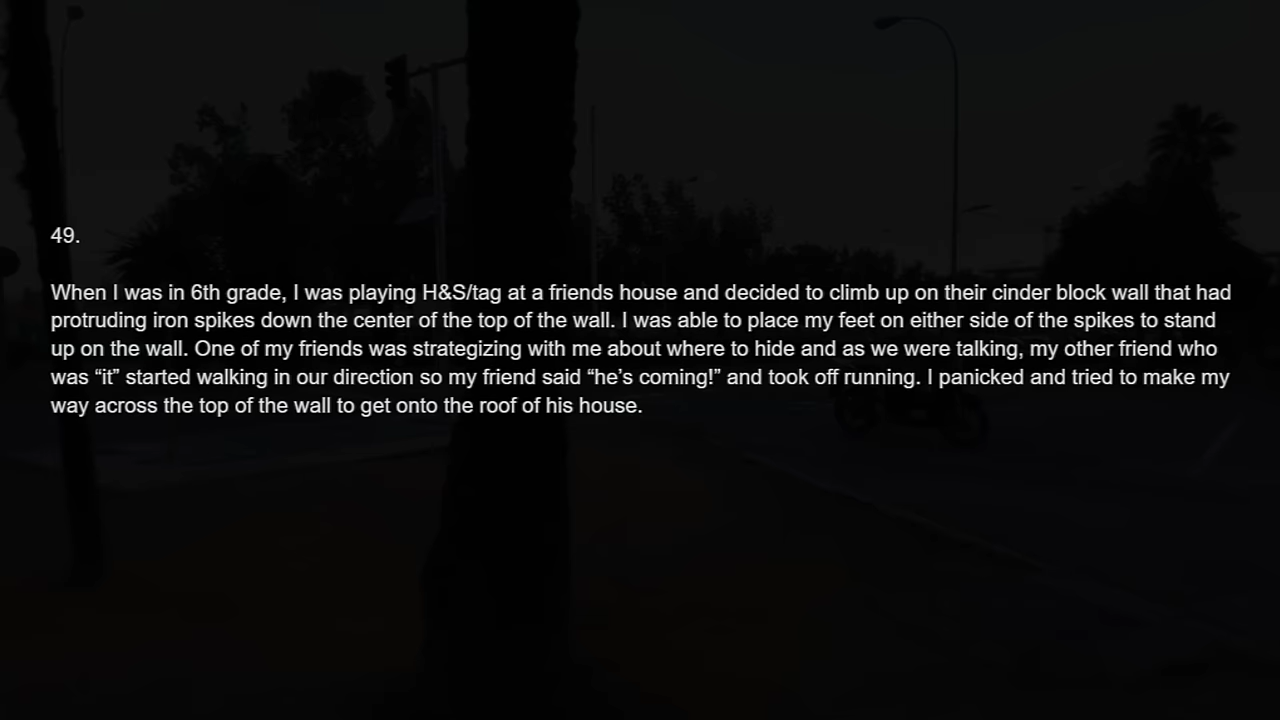 49.
When I was in 6th grade, I was playing H&S/tag at a friends house and decided to climb up on their cinder block wall that had
protruding iron spikes down the center of the top of the wall. I was able to place my feet on either side of the spikes to stand
up on the wall. One of my friends was strategizing with me about where to hide and as we were talking, my other friend who
was “it” started walking in our direction so my friend said “he’s coming!” and took off running. I panicked and tried to make my
way across the top of the wall to get onto the roof of his house.